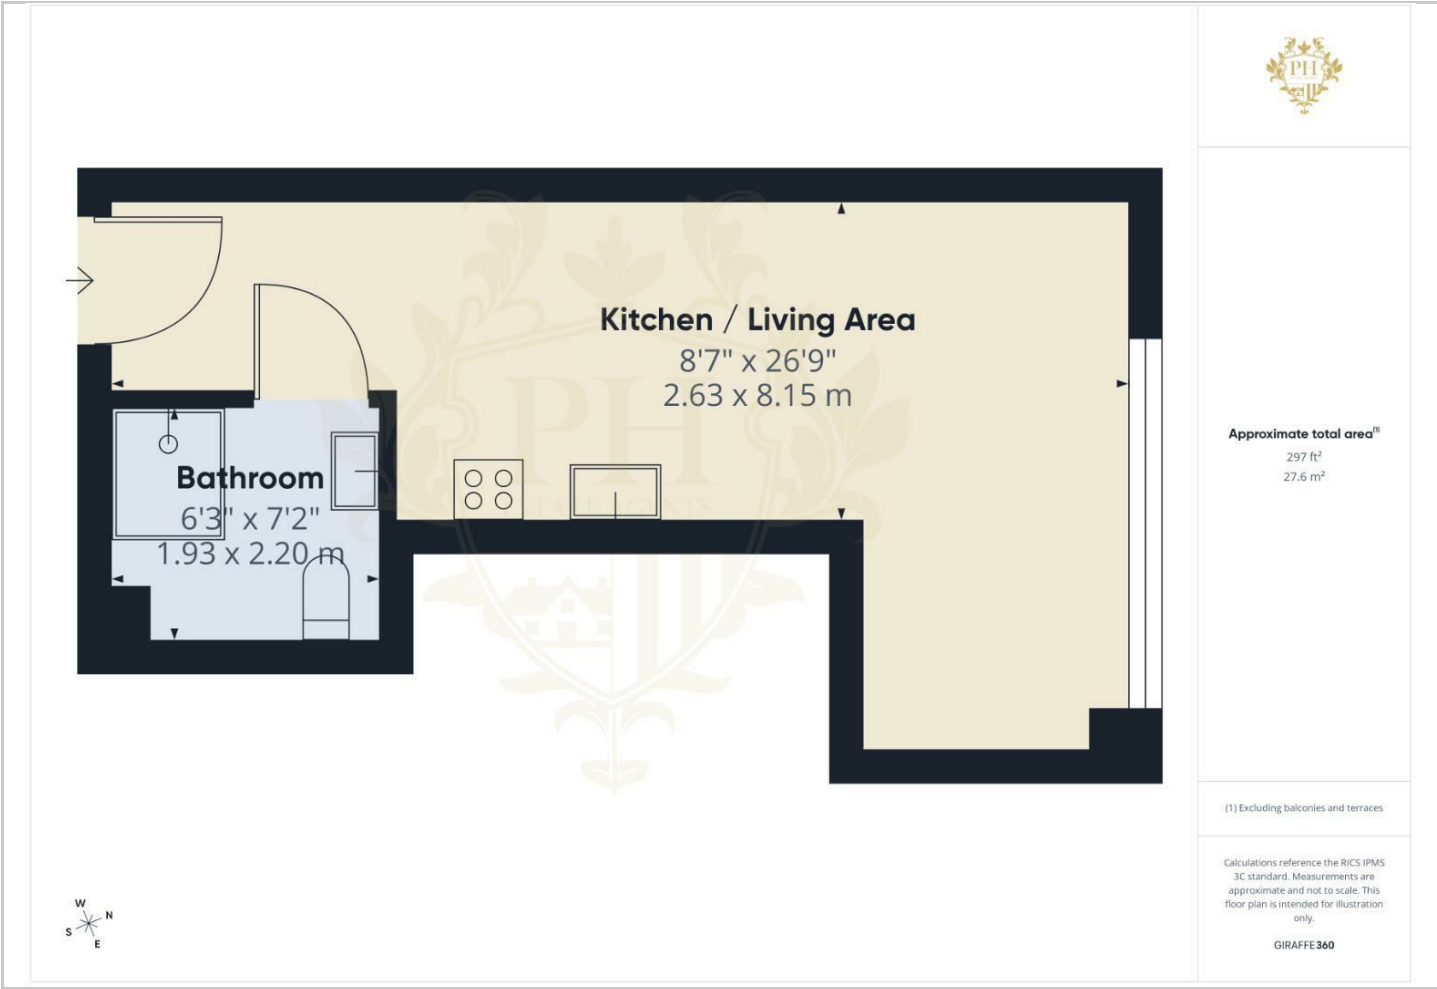 PH
Kitchen / Living Area
8'7" x 26'9"
2.63 x 8.15 m
PH
ESTATE AGENTS
Bathroom
6'3" x 7'2"
1.93 x 2.20 m
Approximate total area(1)
297 ft²
27.6 m²
(1) Excluding balconies and terraces
Calculations reference the RICS IPMS
3C standard. Measurements are
approximate and not to scale. This
floor plan is intended for illustration
only.
GIRAFFE360
W
N
S
E